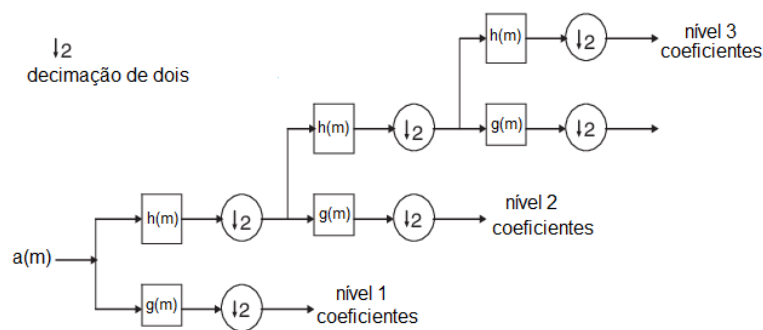 ↓2
decimação de dois
h(m)
↓2
nível 3
coeficientes
h(m)
↓2
g(m)
↓2
h(m)
↓2
g(m)
↓2
nível 2
coeficientes
a(m)
g(m)
↓2
nível 1
coeficientes